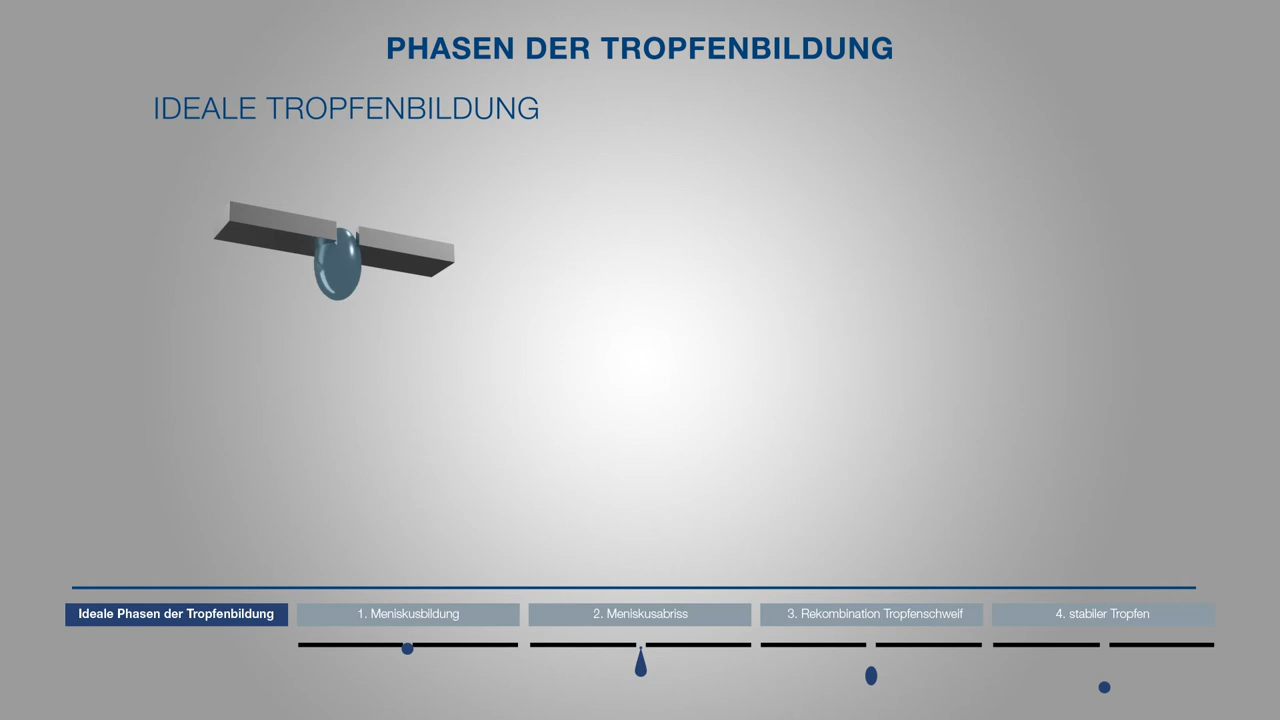 PHASEN DER TROPFENBILDUNG
IDEALE TROPFENBILDUNG
Ideale Phasen der Tropfenbildung
1. Meniskusbildung
2. Meniskusabriss
3. Rekombination Tropfenschweif
4. stabiler Tropfen